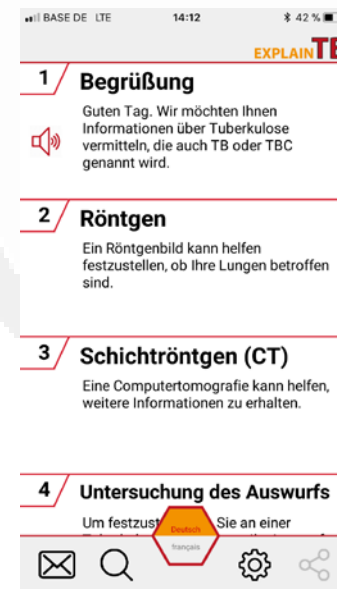 BASE DE LTE 14:12 42 %
EXPLAIN TB
1 Begrüßung
Guten Tag. Wir möchten Ihnen
Informationen über Tuberkulose
vermitteln, die auch TB oder TBC
genannt wird.
2 Röntgen
Ein Röntgenbild kann helfen
festzustellen, ob Ihre Lungen betroffen
sind.
3 Schichtröntgen (CT)
Eine Computertomografie kann helfen,
weitere Informationen zu erhalten.
4 Untersuchung des Auswurfs
Um festzust Sie an einer
Deutsch
français